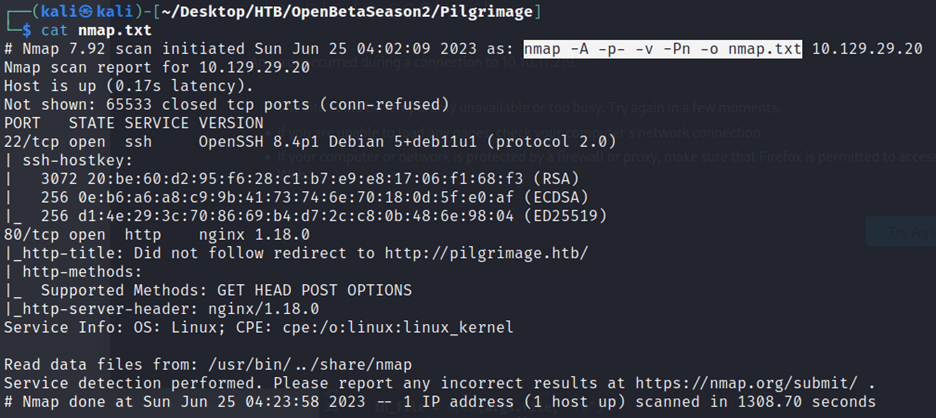 ┌──(kali㉿kali)-[~/Desktop/HTB/OpenBetaSeason2/Pilgrimage]
└─$ cat nmap.txt
# Nmap 7.92 scan initiated Sun Jun 25 04:02:09 2023 as: nmap -A -p- -v -Pn -o nmap.txt 10.129.29.20
Nmap scan report for 10.129.29.20
Host is up (0.17s latency).
Not shown: 65533 closed tcp ports (conn-refused)
PORT   STATE SERVICE VERSION
22/tcp open  ssh     OpenSSH 8.4p1 Debian 5+deb11u1 (protocol 2.0)
| ssh-hostkey:
|   3072 20:be:60:d2:95:f6:28:c1:b7:e9:e8:17:06:f1:68:f3 (RSA)
|   256 0e:b6:a6:a8:c9:9b:41:73:74:6e:70:18:0d:5f:e0:af (ECDSA)
|_  256 d1:4e:29:3c:70:86:69:b4:d7:2c:c8:0b:48:6e:98:04 (ED25519)
80/tcp open  http    nginx 1.18.0
|_http-title: Did not follow redirect to http://pilgrimage.htb/
| http-methods:
|_  Supported Methods: GET HEAD POST OPTIONS
|_http-server-header: nginx/1.18.0
Service Info: OS: Linux; CPE: cpe:/o:linux:linux_kernel
Read data files from: /usr/bin/../share/nmap
Service detection performed. Please report any incorrect results at https://nmap.org/submit/ .
# Nmap done at Sun Jun 25 04:23:58 2023 -- 1 IP address (1 host up) scanned in 1308.70 seconds